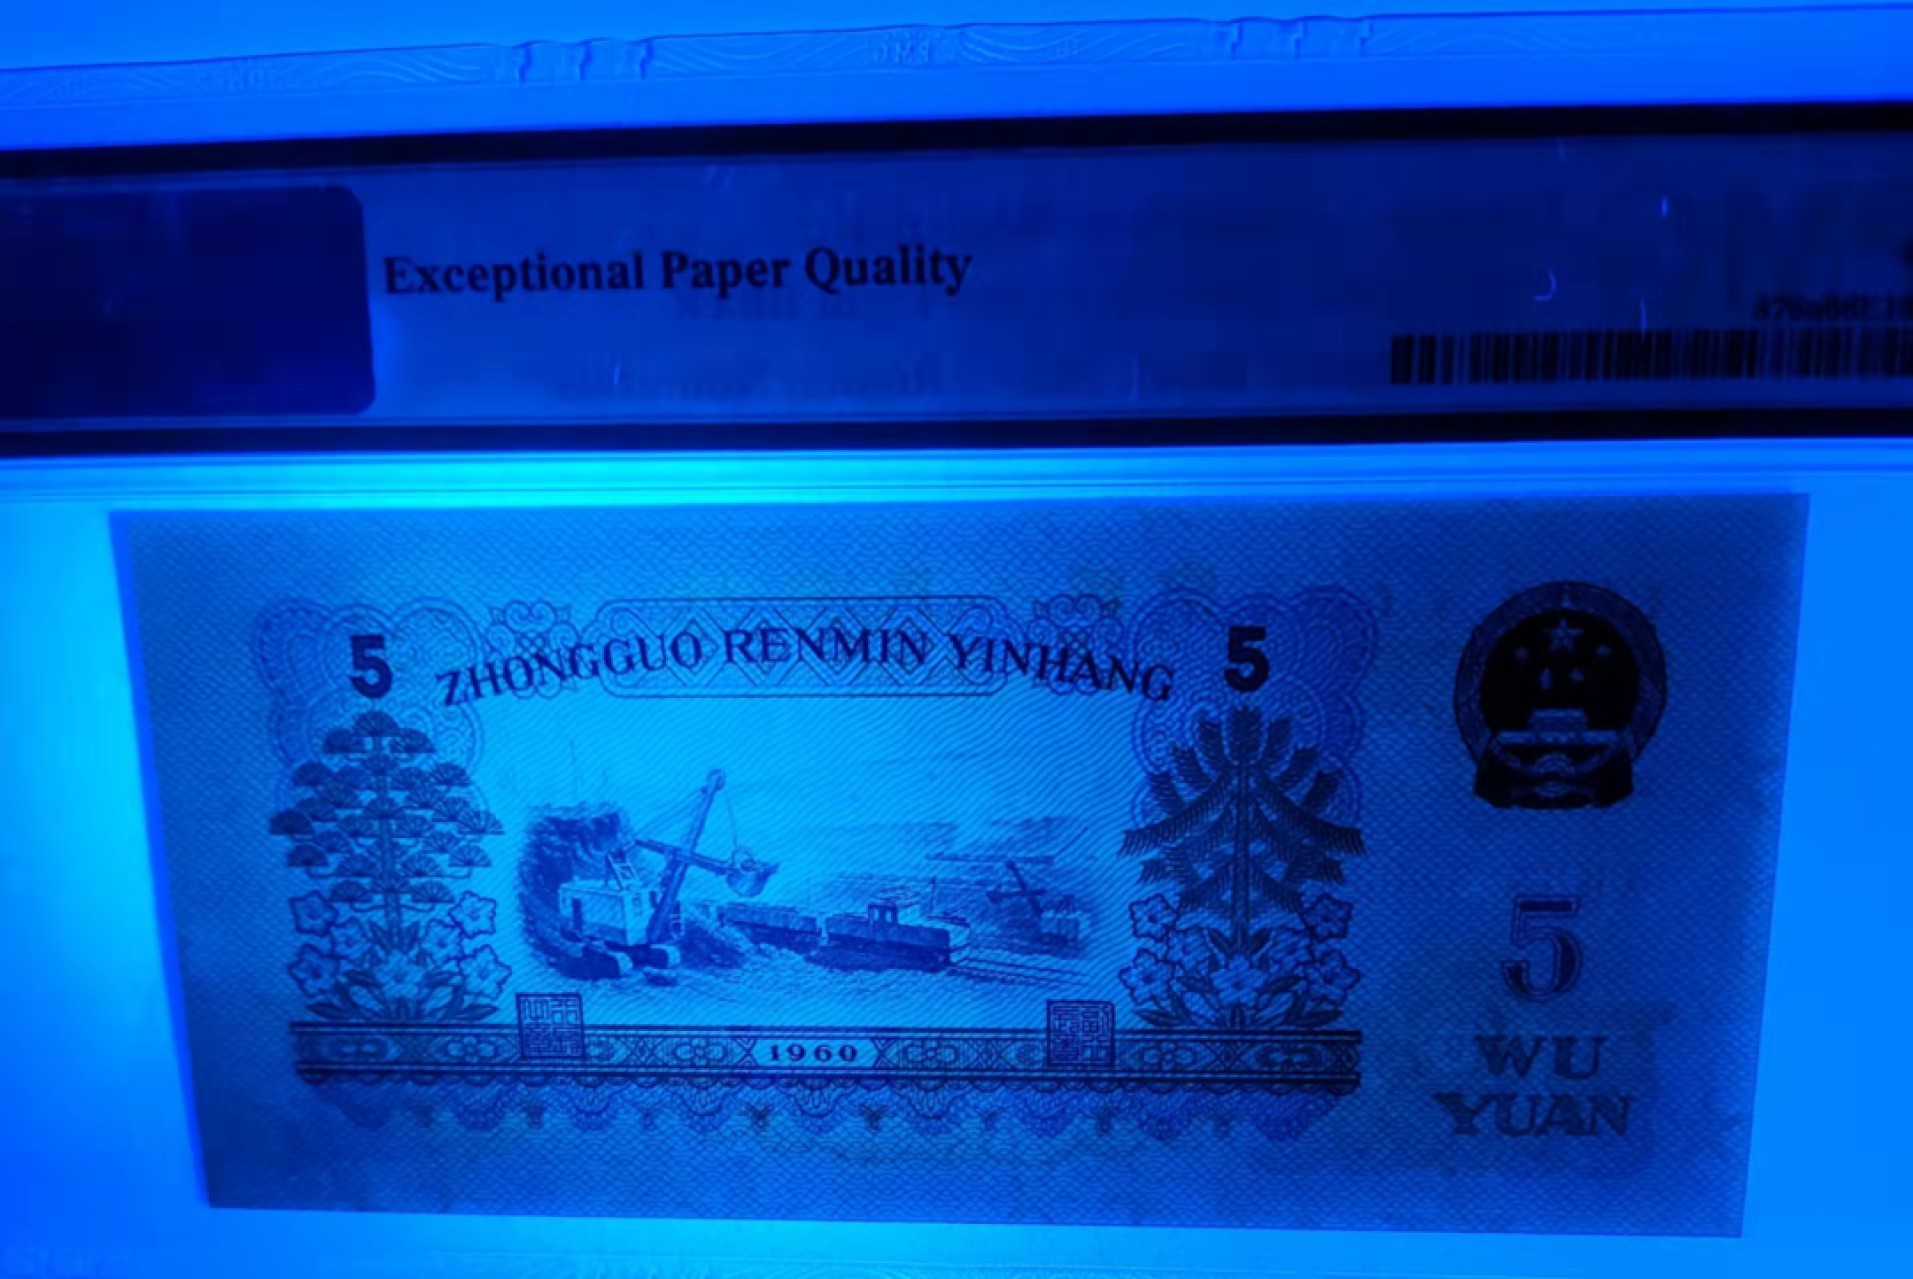 Exceptional Paper Quality
5 ZHONGGUO RENMIN YINHANG 5
1960
5
WU
YUAN